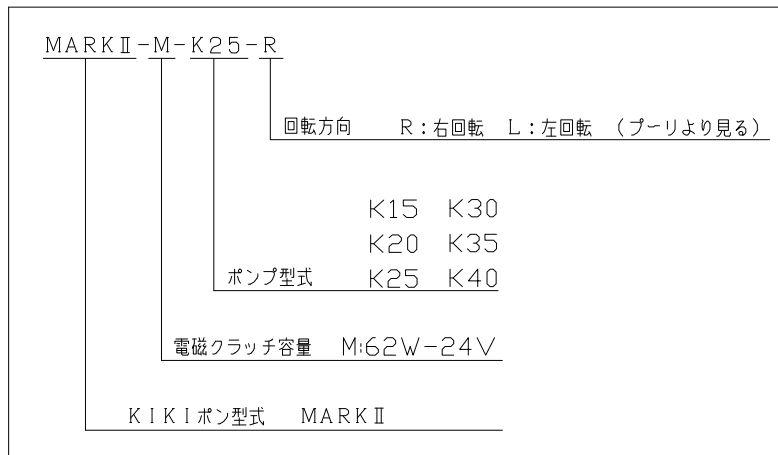 MARKⅡ-M-K25-R
回転方向 R:右回転 L:左回転 (プーリより見る)
K15 K30
K20 K35
ポンプ型式 K25 K40
電磁クラッチ容量 M:62W-24V
KIKIポン型式 MARKⅡ